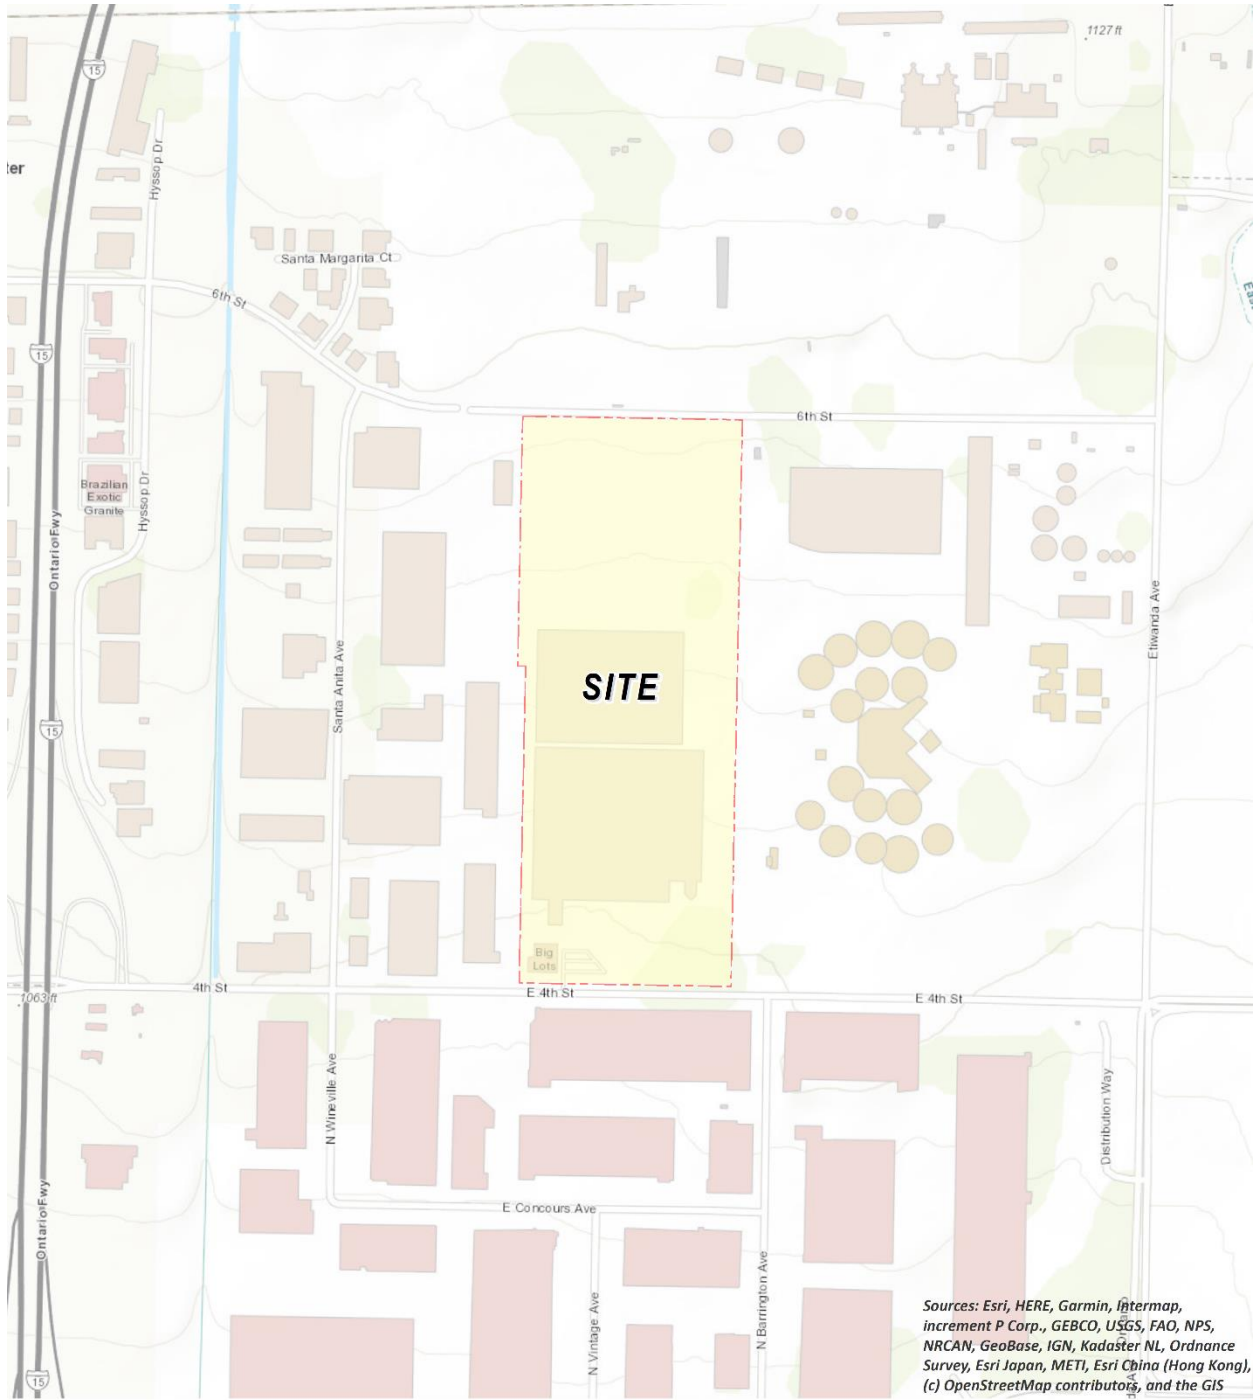 1127 ft
15
ter
Hyssop Dr
Santa Margarita Ct
6th St
15
6th St
Brazilian
Exotic
Granite
Hyssop Dr
Ontario Fwy
Etiwanda Ave
Santa Anita Ave
SITE
15
Big
Lots
4th St
E 4th St
E 4th St
1063 ft
N Wineville Ave
Distribution Way
Ontario Fwy
E Concours Ave
N Vintage Ave
N Barrington Ave
15
Sources: Esri, HERE, Garmin, Intermap,
increment P Corp., GEBCO, USGS, FAO, NPS,
NRCAN, GeoBase, IGN, Kadaster NL, Ordnance
Survey, Esri Japan, METI, Esri China (Hong Kong),
(c) OpenStreetMap contributors, and the GIS